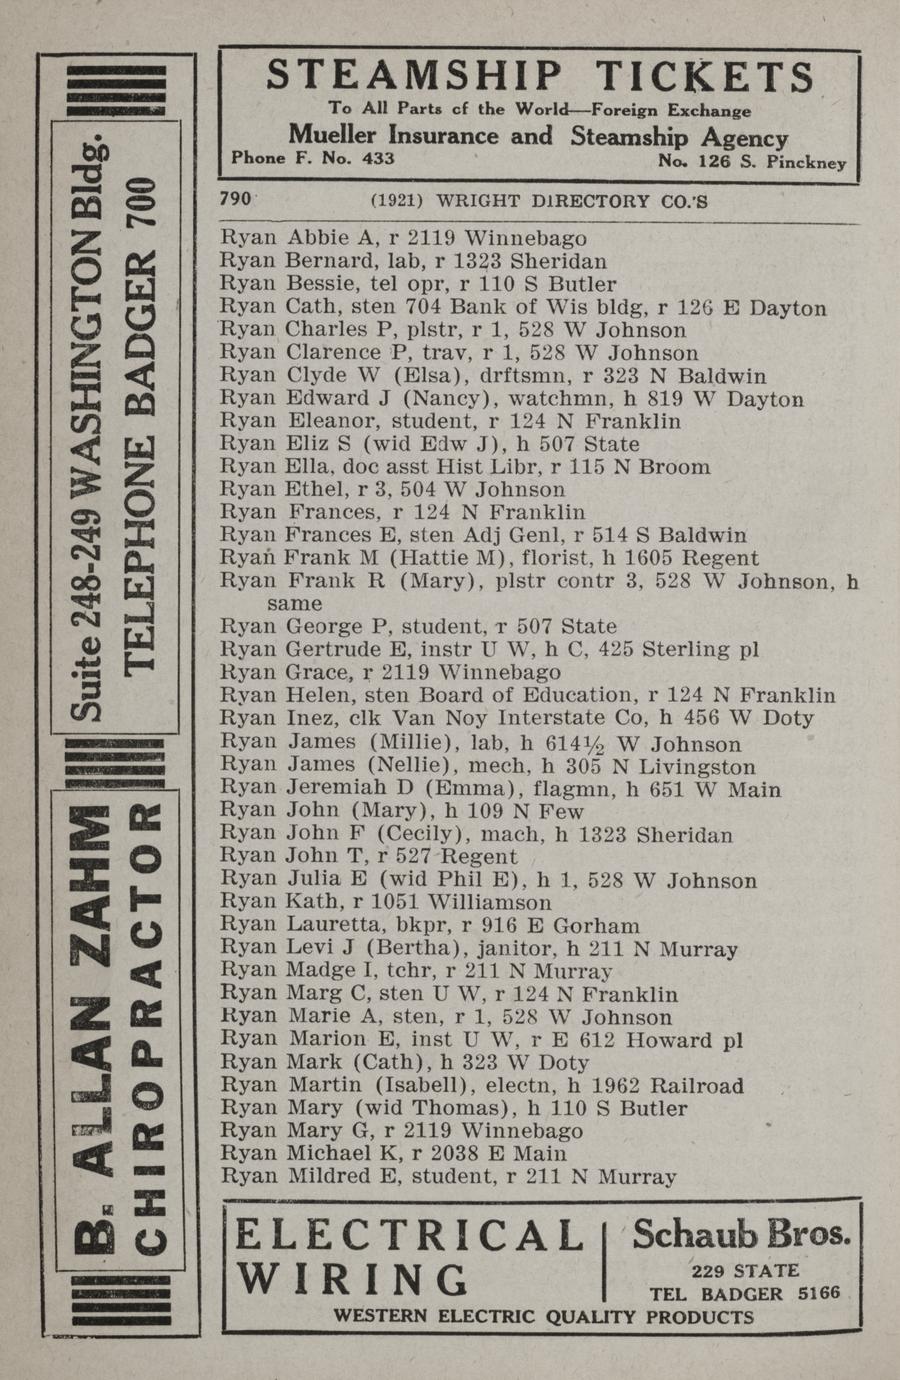 STEAMSHIP TICKETS
To All Parts of the World—Foreign Exchange
Mueller Insurance and Steamship Agency
Phone F. No. 433 No. 126 S. Pinckney
790 (1921) WRIGHT DIRECTORY CO.'S
Ryan Abbie A, r 2119 Winnebago
Ryan Bernard, lab, r 1323 Sheridan
Ryan Bessie, tel opr, r 110 S Butler
Ryan Cath, sten 704 Bank of Wis bldg, r 126 E Dayton
Ryan Charles P, plstr, r 1, 528 W Johnson
Ryan Clarence P, trav, r 1, 528 W Johnson
Ryan Clyde W (Elsa), drftsmn, r 323 N Baldwin
Ryan Edward J (Nancy), watchmn, h 819 W Dayton
Ryan Eleanor, student, r 124 N Franklin
Ryan Eliz S (wid Edw J), h 507 State
Ryan Ella, doc asst Hist Libr, r 115 N Broom
Ryan Ethel, r 3, 504 W Johnson
Ryan Frances, r 124 N Franklin
Ryan Frances E, sten Adj Genl, r 514 S Baldwin
Ryan Frank M (Hattie M), florist, h 1605 Regent
Ryan Frank R (Mary), plstr contr 3, 528 W Johnson, h
same
Ryan George P, student, r 507 State
Ryan Gertrude E, instr U W, h C, 425 Sterling pl
Ryan Grace, r 2119 Winnebago
Ryan Helen, sten Board of Education, r 124 N Franklin
Ryan Inez, clk Van Noy Interstate Co, h 456 W Doty
Ryan James (Millie), lab, h 614½ W Johnson
Ryan James (Nellie), mech, h 305 N Livingston
Ryan Jeremiah D (Emma), flagmn, h 651 W Main
Ryan John (Mary), h 109 N Few
Ryan John F (Cecily), mach, h 1323 Sheridan
Ryan John T, r 527 Regent
Ryan Julia E (wid Phil E), h 1, 528 W Johnson
Ryan Kath, r 1051 Williamson
Ryan Lauretta, bkpr, r 916 E Gorham
Ryan Levi J (Bertha), janitor, h 211 N Murray
Ryan Madge I, tchr, r 211 N Murray
Ryan Marg C, sten U W, r 124 N Franklin
Ryan Marie A, sten, r 1, 528 W Johnson
Ryan Marion E, inst U W, r E 612 Howard pl
Ryan Mark (Cath), h 323 W Doty
Ryan Martin (Isabell), electn, h 1962 Railroad
Ryan Mary (wid Thomas), h 110 S Butler
Ryan Mary G, r 2119 Winnebago
Ryan Michael K, r 2038 E Main
Ryan Mildred E, student, r 211 N Murray
ELECTRICAL
WIRING
Schaub Bros.
229 STATE
TEL BADGER 5166
WESTERN ELECTRIC QUALITY PRODUCTS
B. ALLAN ZAHM
CHIROPRACTOR
Suite 248-249 WASHINGTON Bldg.
TELEPHONE BADGER 700